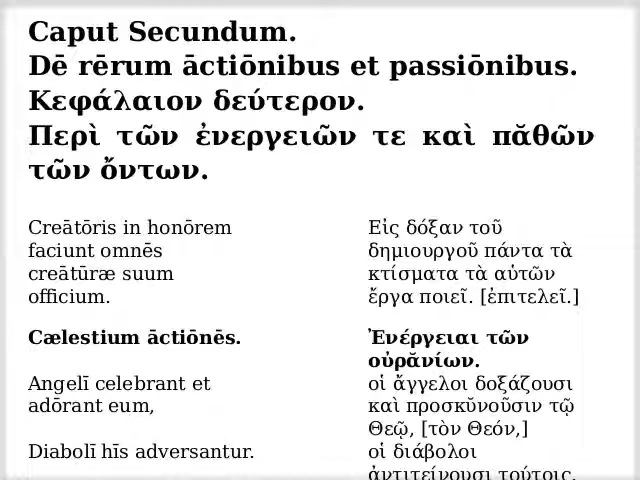 Caput Secundum.
Dē rērum āctiōnibus et passiōnibus.
Κεφάλαιον δεύτερον.
Περὶ τῶν ἐνεργειῶν τε καὶ πᾰθῶν
τῶν ὄντων.
Creātōris in honōrem
faciunt omnēs
creātūræ suum
officium.
Εἰς δόξαν τοῦ
δημιουργοῦ πάντα τὰ
κτίσματα τὰ αὑτῶν
ἔργα ποιεῖ. [ἐπιτελεῖ.]
Cælestium āctiōnēs.
Ἐνέργειαι τῶν
οὐρᾰνίων.
Angelī celebrant et
adōrant eum,
οἱ ἄγγελοι δοξάζουσι
καὶ προσκῠνοῦσιν τῷ
Θεῷ, [τὸν Θεόν,]
Diabolī hīs adversantur.
οἱ διάβολοι
ἀντιτείνουσι τούτοις.